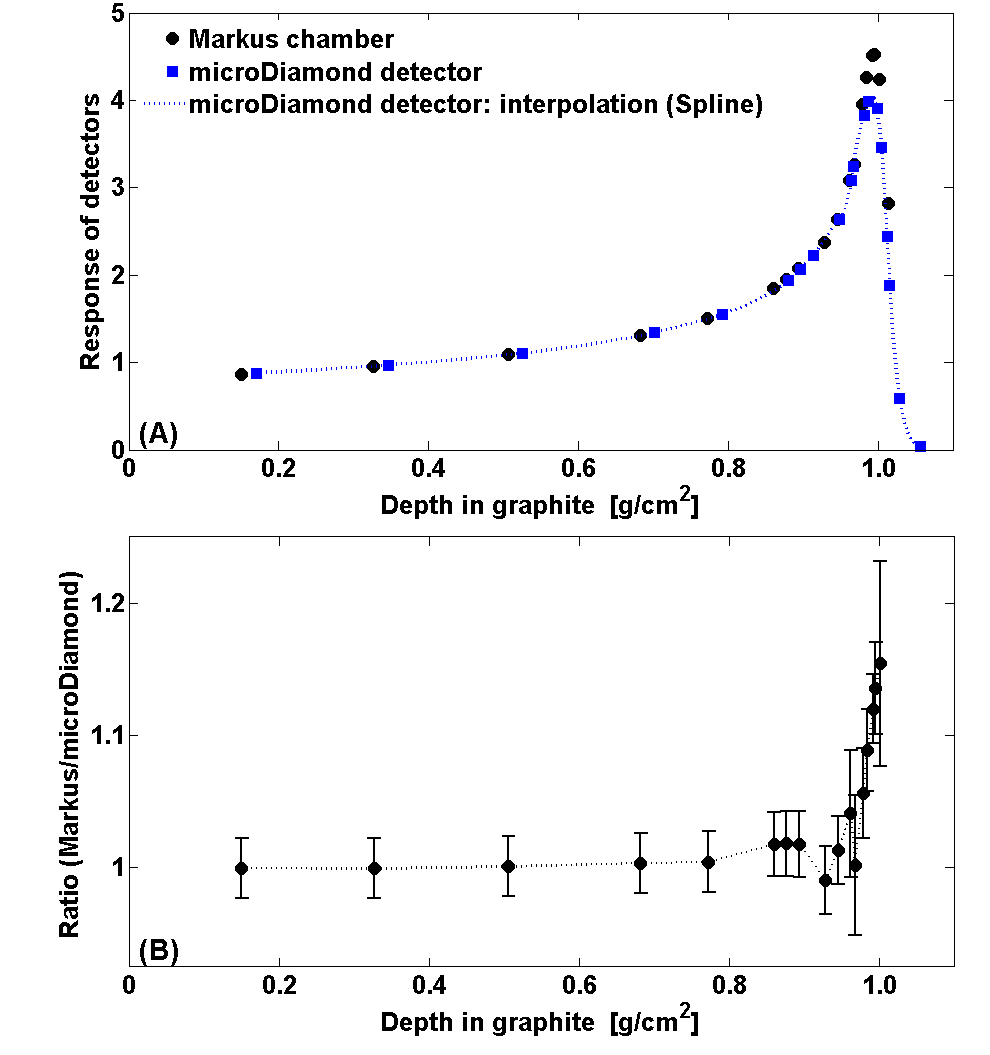 Markus chamber
microDiamond detector
microDiamond detector: interpolation (Spline)
Response of detectors
5
4
3
2
1
0
(A)
0 0.2 0.4 0.6 0.8 1.0
Depth in graphite [g/cm²]
Ratio (Markus/microDiamond)
1.2
1.1
1
(B)
0 0.2 0.4 0.6 0.8 1.0
Depth in graphite [g/cm²]